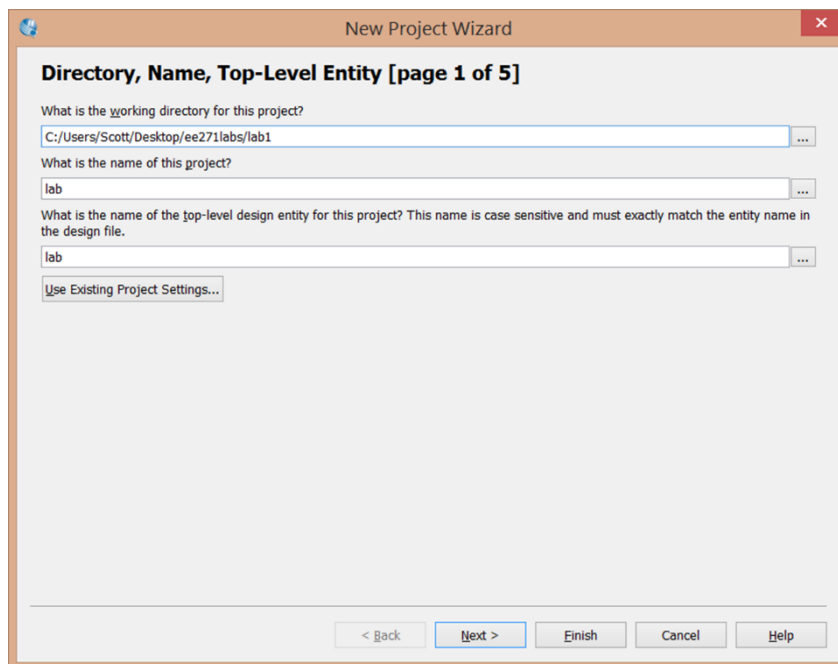 New Project Wizard
Directory, Name, Top-Level Entity [page 1 of 5]
What is the working directory for this project?
C:/Users/Scott/Desktop/ee271labs/lab1
...
What is the name of this project?
lab
...
What is the name of the top-level design entity for this project? This name is case sensitive and must exactly match the entity name in
the design file.
lab
...
Use Existing Project Settings...
< Back
Next >
Finish
Cancel
Help